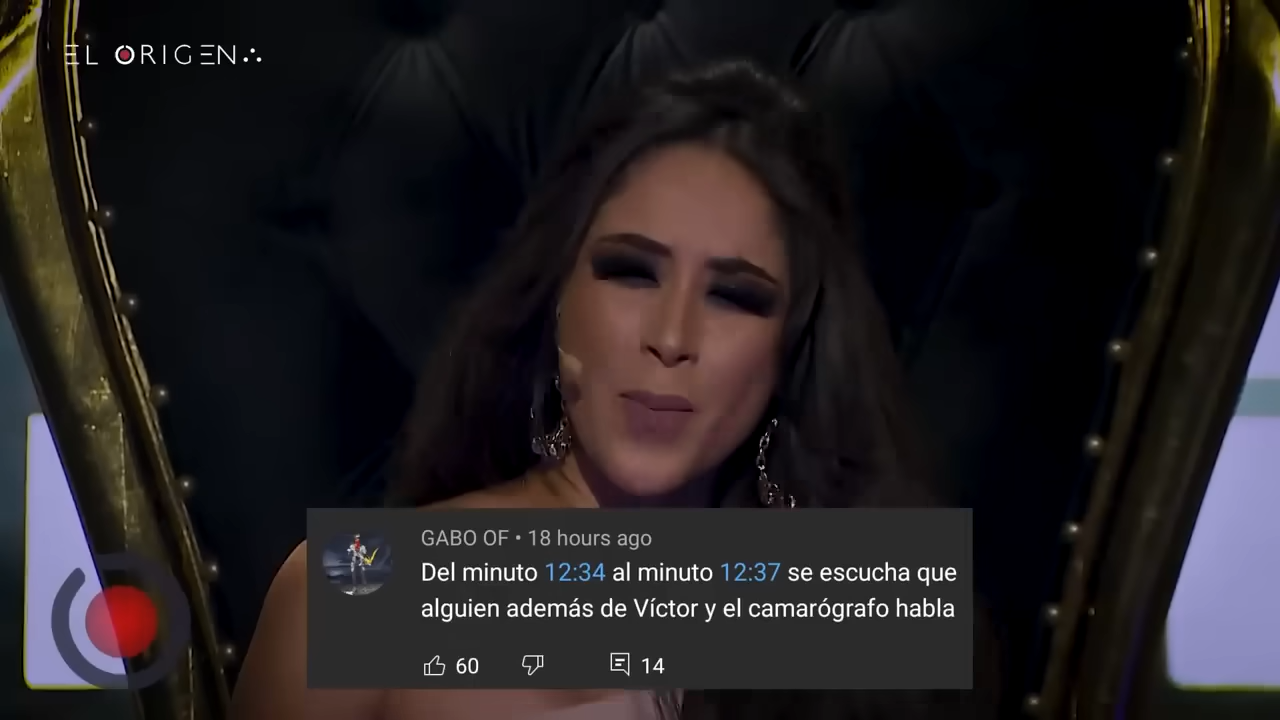 EL ORIGEN
GABO OF • 18 hours ago
Del minuto 12:34 al minuto 12:37 se escucha que
alguien además de Víctor y el camarógrafo habla
60 14